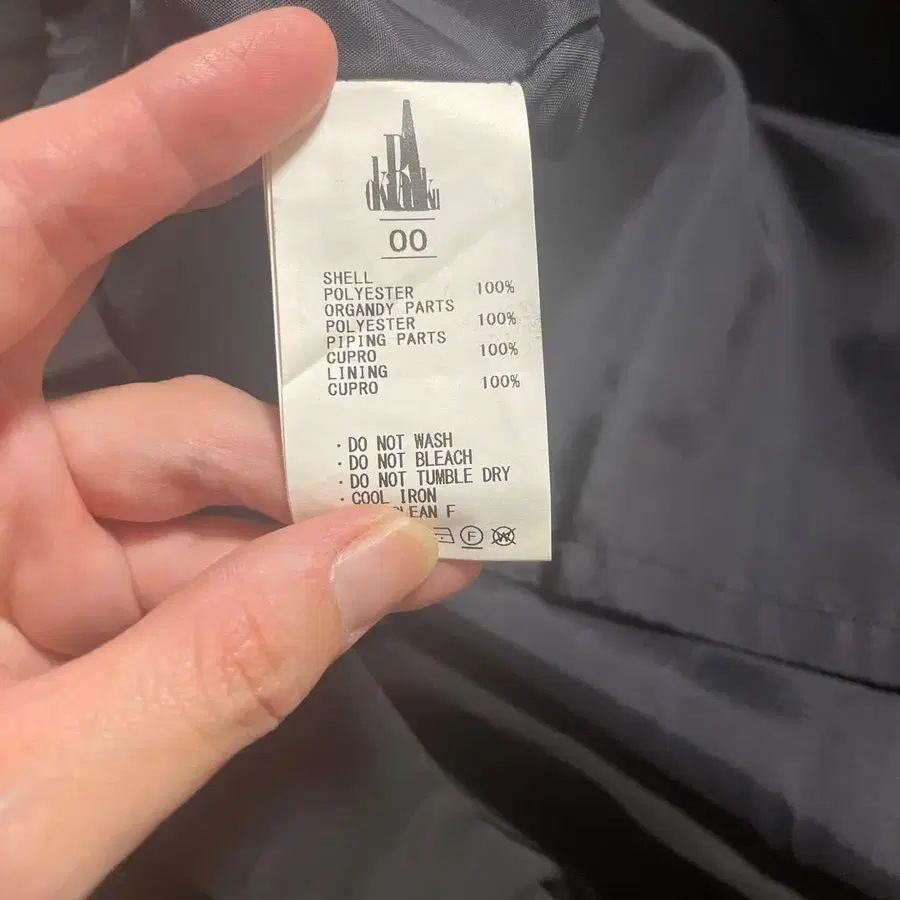 00
SHELL
POLYESTER 100%
ORGANDY PARTS
POLYESTER 100%
PIPING PARTS
CUPRO 100%
LINING
CUPRO 100%
· DO NOT WASH
· DO NOT BLEACH
· DO NOT TUMBLE DRY
· COOL IRON
F
F W